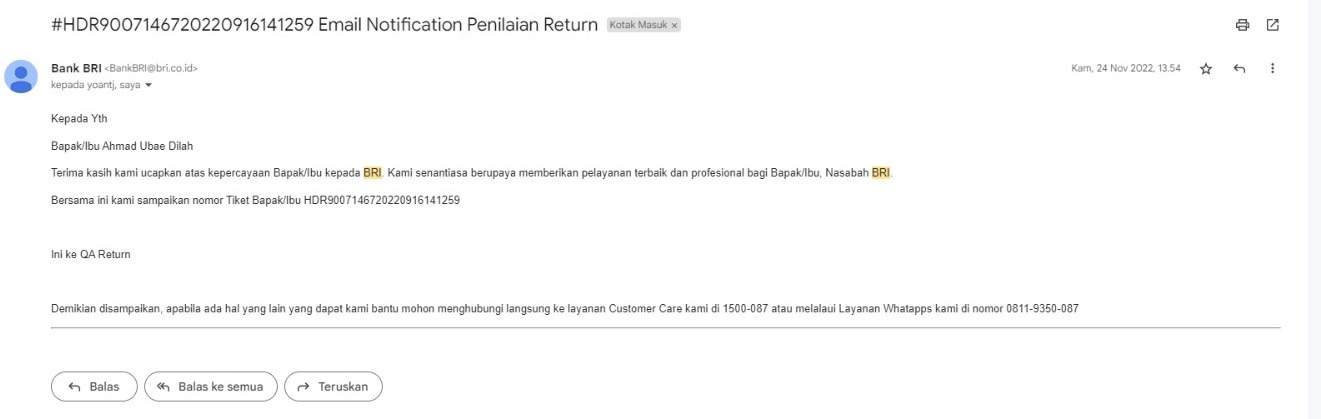 #HDR9007146720220916141259 Email Notification Penilaian Return Kotak Masuk ×
Bank BRI <BankBRI@bri.co.id> Kam, 24 Nov 2022, 13.54
kepada yoantj, saya
Kepada Yth
Bapak/Ibu Ahmad Ubae Dilah
Terima kasih kami ucapkan atas kepercayaan Bapak/Ibu kepada BRI. Kami senantiasa berupaya memberikan pelayanan terbaik dan profesional bagi Bapak/Ibu, Nasabah BRI.
Bersama ini kami sampaikan nomor Tiket Bapak/Ibu HDR9007146720220916141259
Ini ke QA Return
Demikian disampaikan, apabila ada hal yang lain yang dapat kami bantu mohon menghubungi langsung ke layanan Customer Care kami di 1500-087 atau melalaui Layanan Whatapps kami di nomor 0811-9350-087
Balas Balas ke semua Teruskan